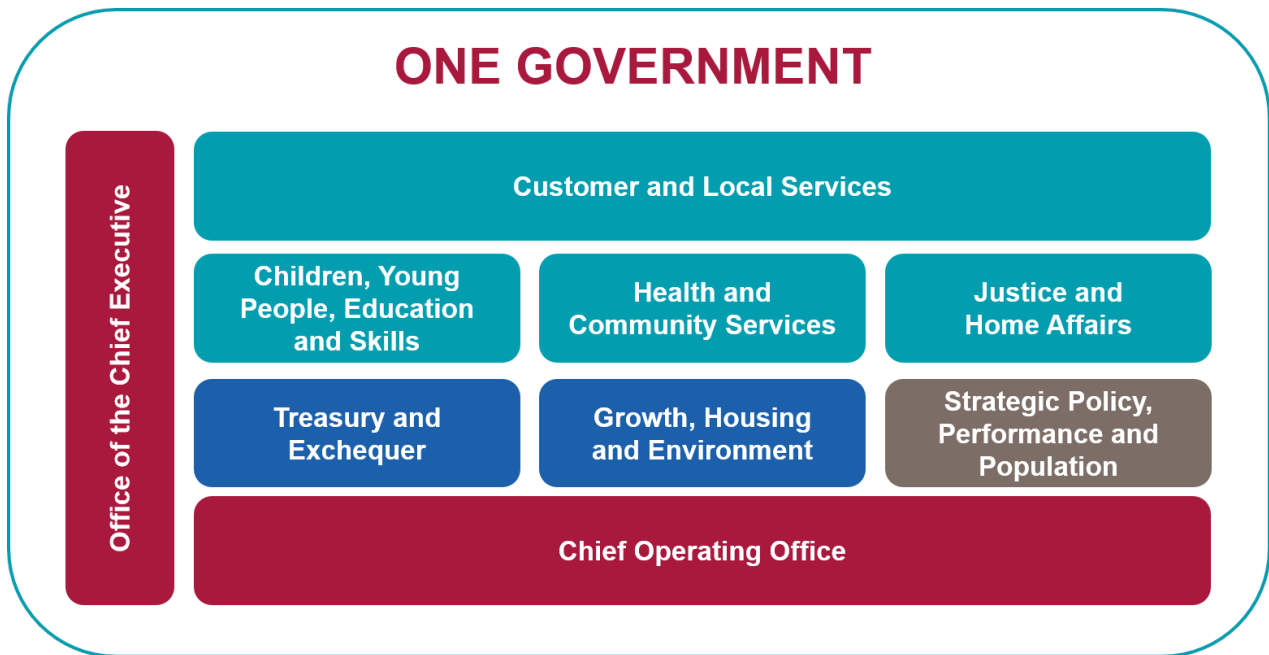 ONE GOVERNMENT
Office of the Chief Executive
Customer and Local Services
Children, Young
People, Education
and Skills
Health and
Community Services
Justice and
Home Affairs
Treasury and
Exchequer
Growth, Housing
and Environment
Strategic Policy,
Performance and
Population
Chief Operating Office